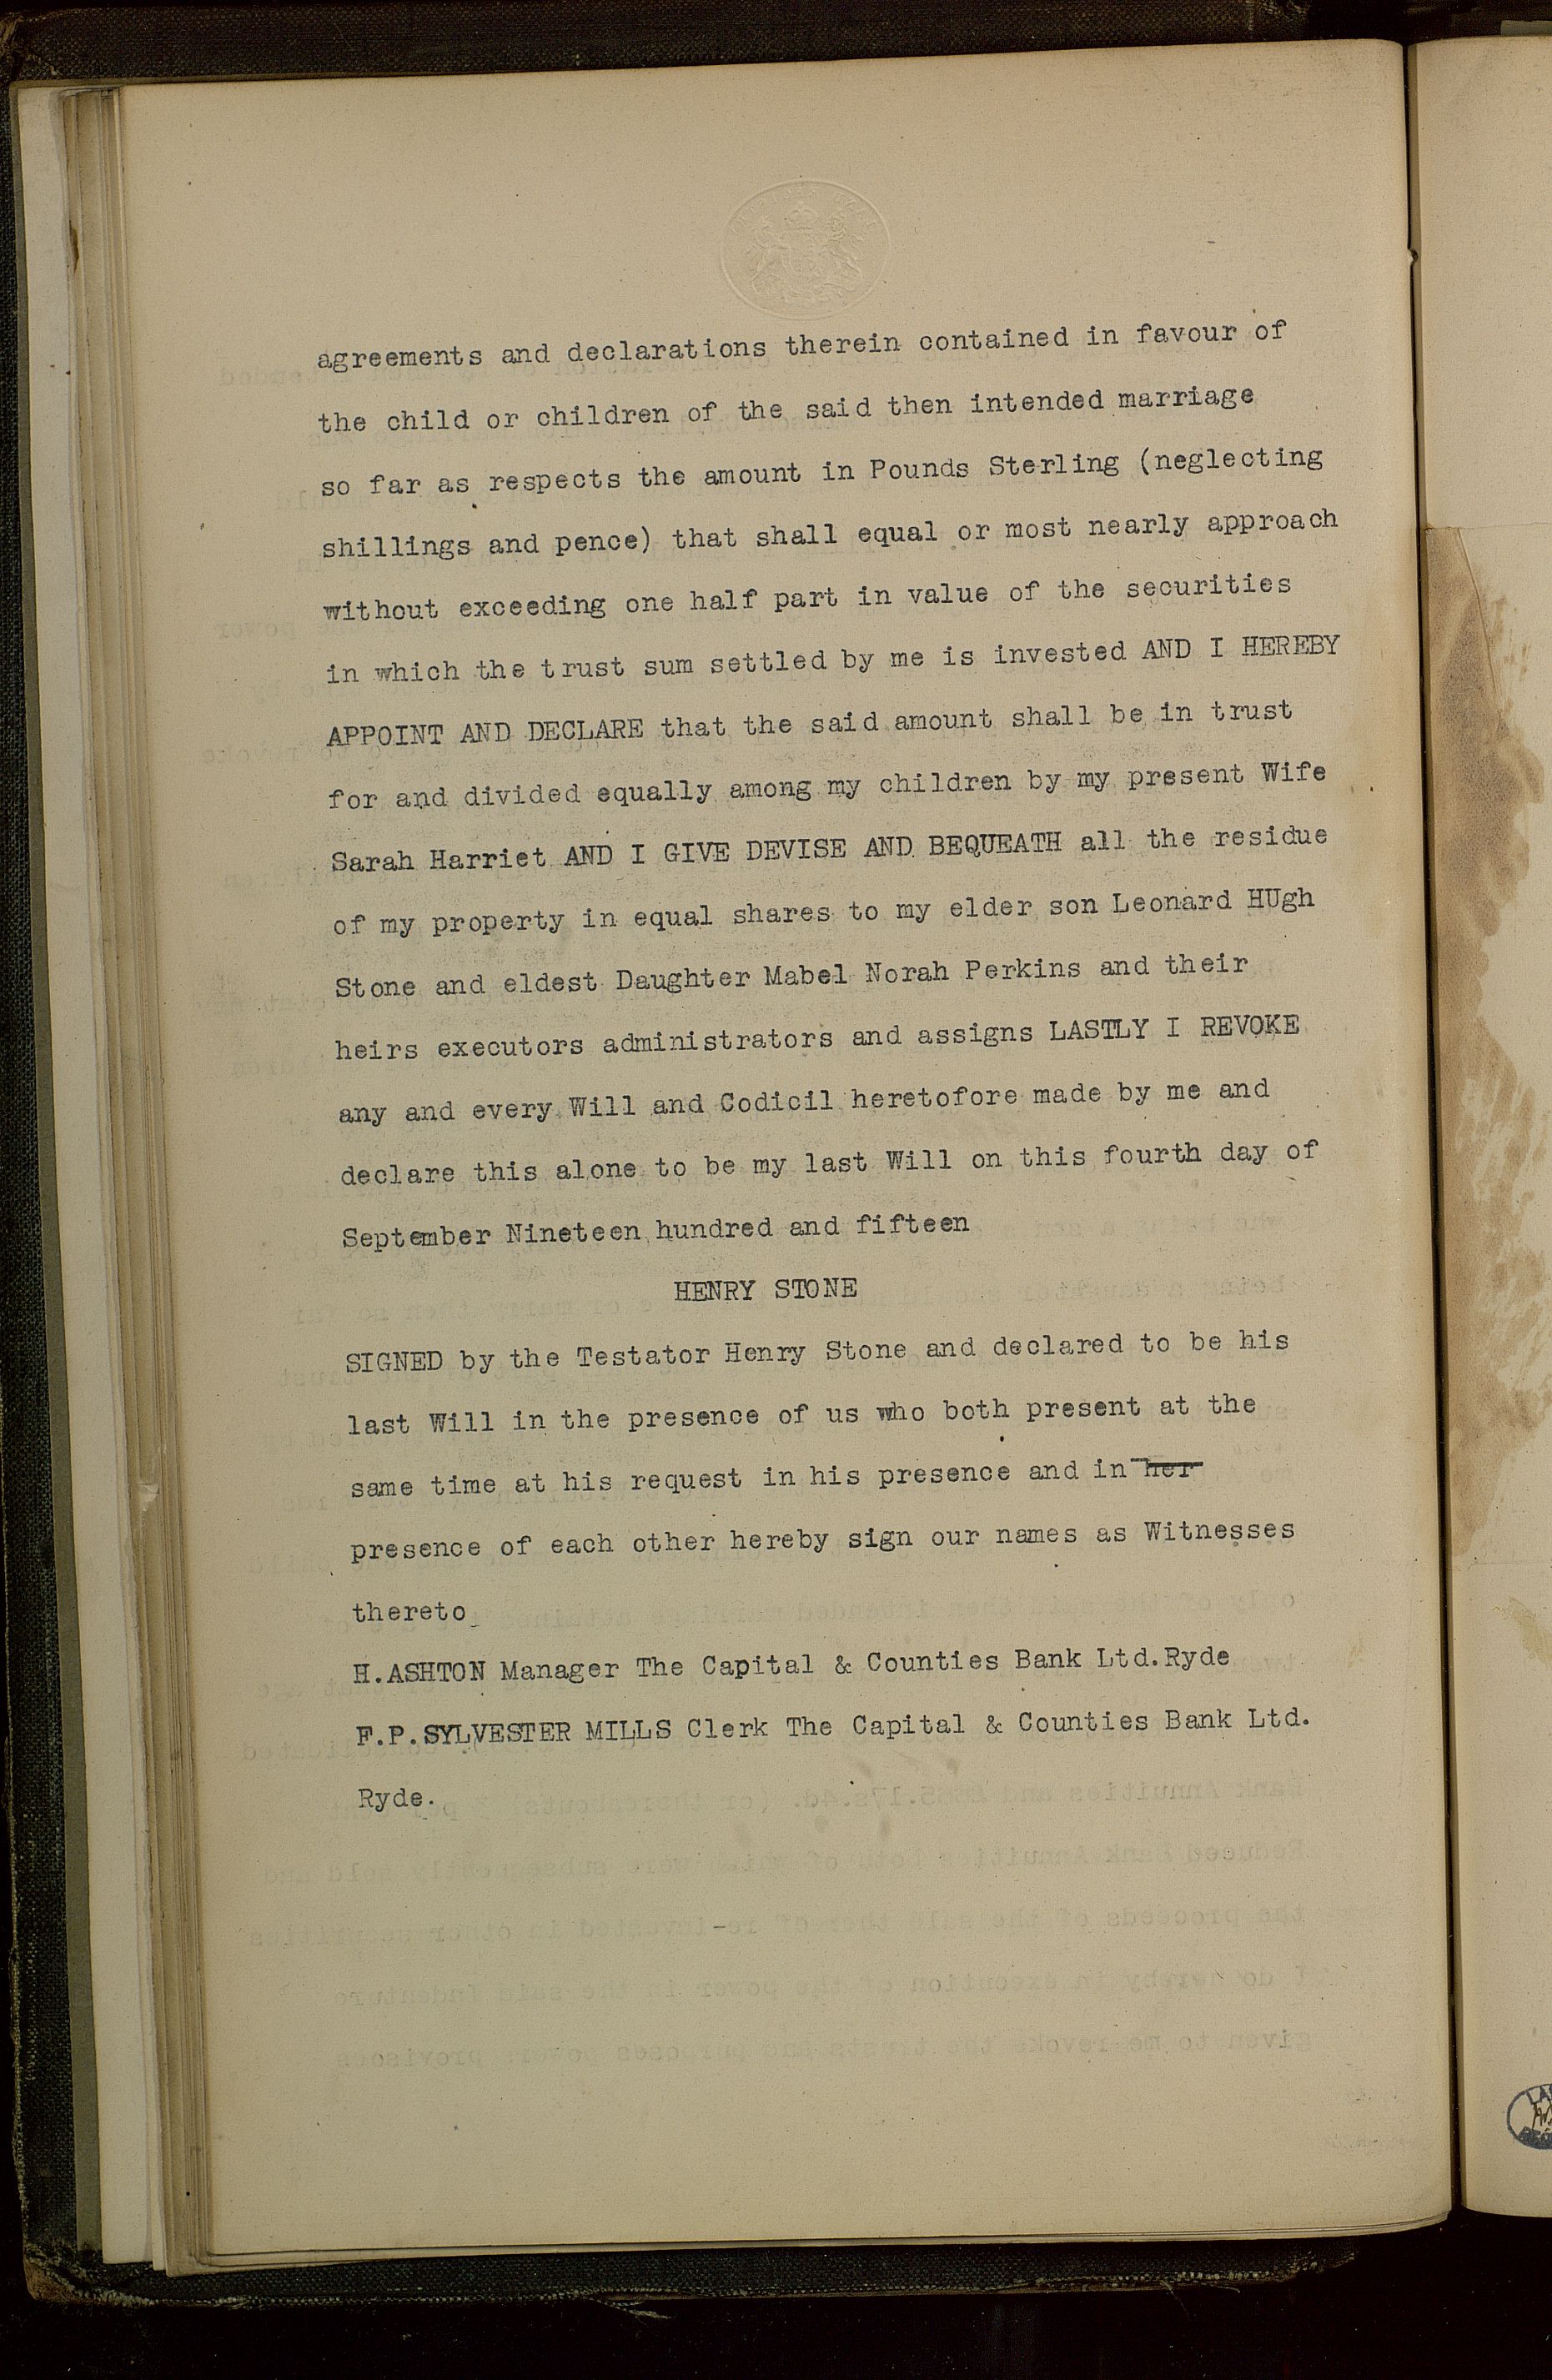 agreements and declarations therein contained in favour of
the child or children of the said then intended marriage
so far as respects the amount in Pounds Sterling (neglecting
shillings and pence) that shall equal or most nearly approach
without exceeding one half part in value of the securities
in which the trust sum settled by me is invested AND I HEREBY
APPOINT AND DECLARE that the said amount shall be in trust
for and divided equally among my children by my present Wife
Sarah Harriet AND I GIVE DEVISE AND BEQUEATH all the residue
of my property in equal shares to my elder son Leonard HUgh
Stone and eldest Daughter Mabel Norah Perkins and their
heirs executors administrators and assigns LASTLY I REVOKE
any and every Will and Codicil heretofore made by me and
declare this alone to be my last Will on this fourth day of
September Nineteen hundred and fifteen
HENRY STONE
SIGNED by the Testator Henry Stone and declared to be his
last Will in the presence of us who both present at the
same time at his request in his presence and in her
presence of each other hereby sign our names as Witnesses
thereto
H.ASHTON Manager The Capital & Counties Bank Ltd.Ryde
F.P.SYLVESTER MILLS Clerk The Capital & Counties Bank Ltd.
Ryde.